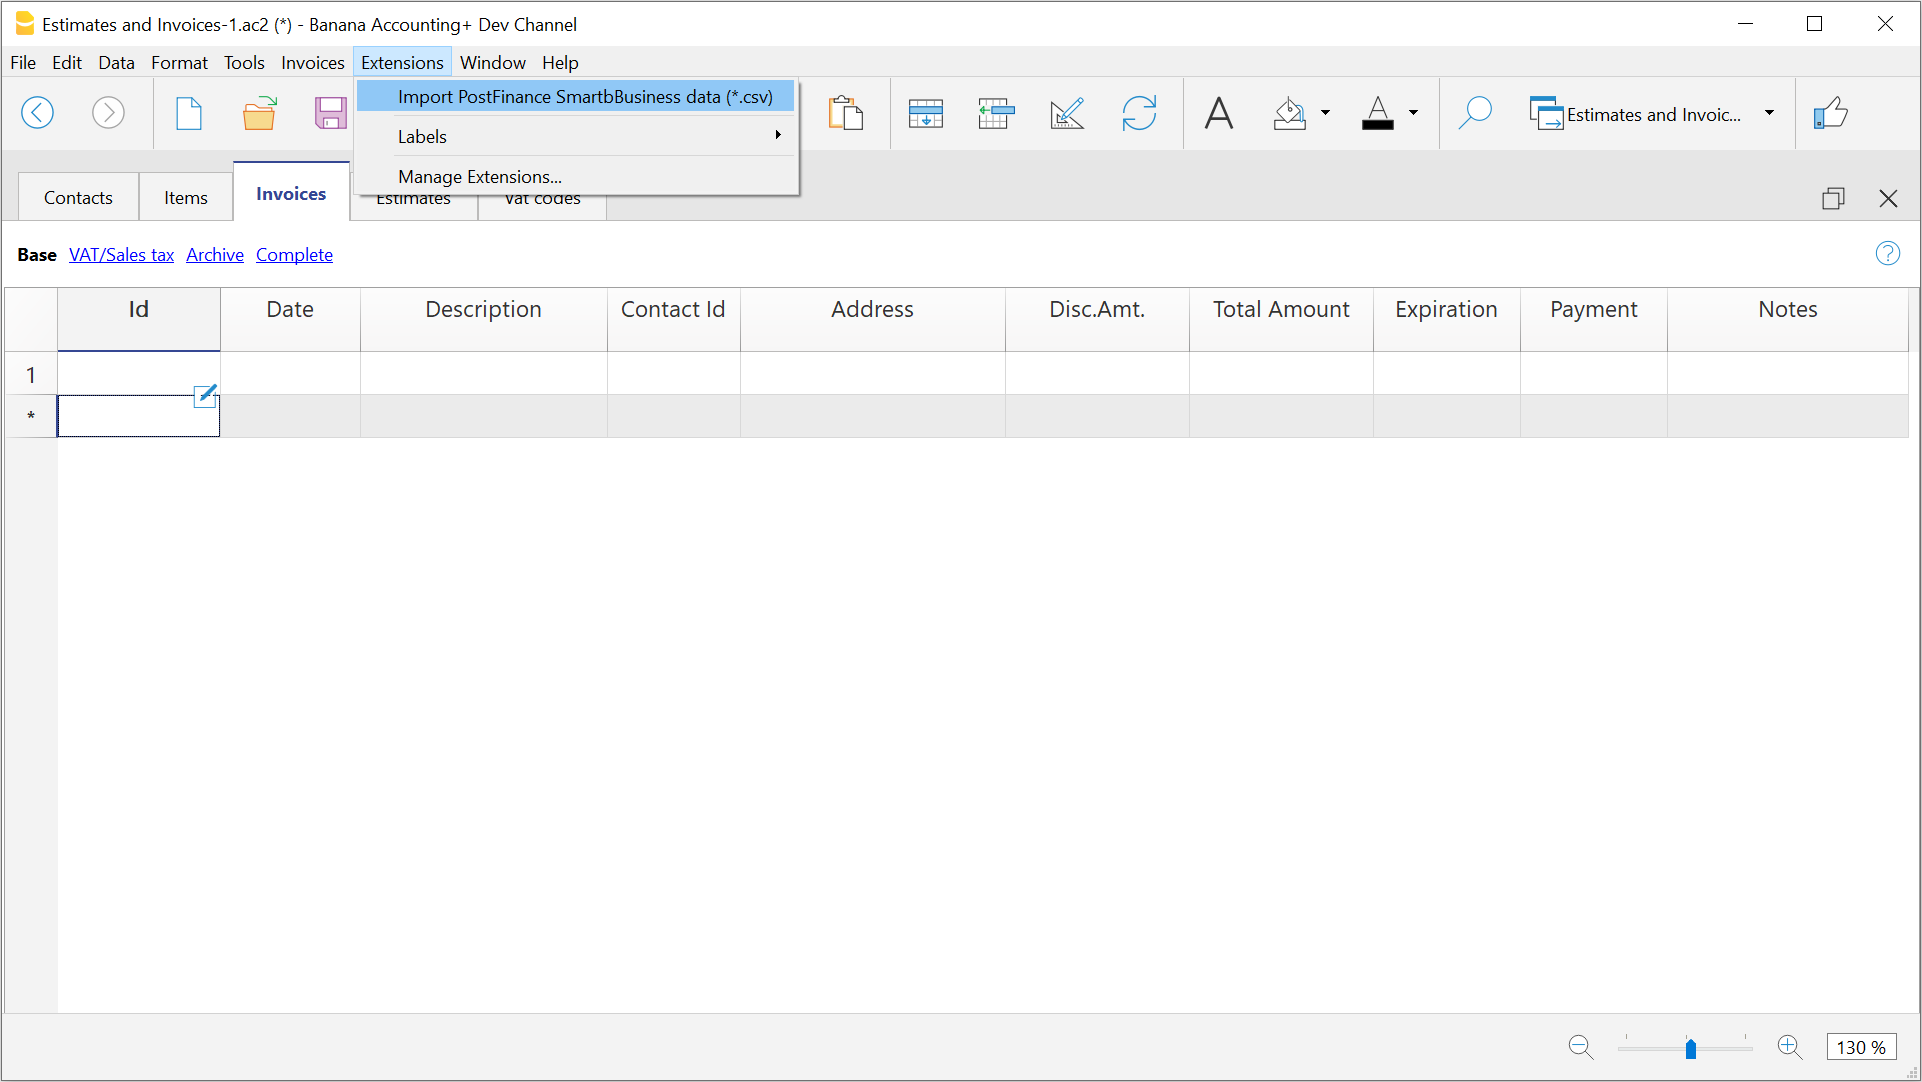 Estimates and Invoices-1.ac2 (*) - Banana Accounting+ Dev Channel
File Edit Data Format Tools Invoices Extensions Window Help
Import PostFinance SmartbBusiness data (*.csv)
Labels
Manage Extensions...
Estimates and Invoic...
Contacts Items Invoices Estimates Vat codes
Base VAT/Sales tax Archive Complete
Id Date Description Contact Id Address Disc.Amt. Total Amount Expiration Payment Notes
1
*
130 %